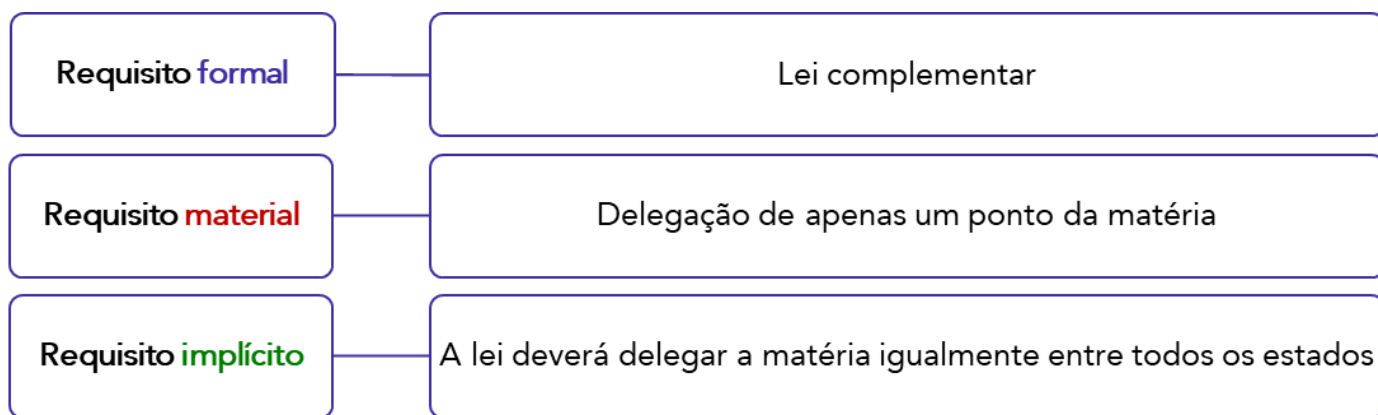 Requisito formal
Lei complementar
Requisito material
Delegação de apenas um ponto da matéria
Requisito implícito
A lei deverá delegar a matéria igualmente entre todos os estados